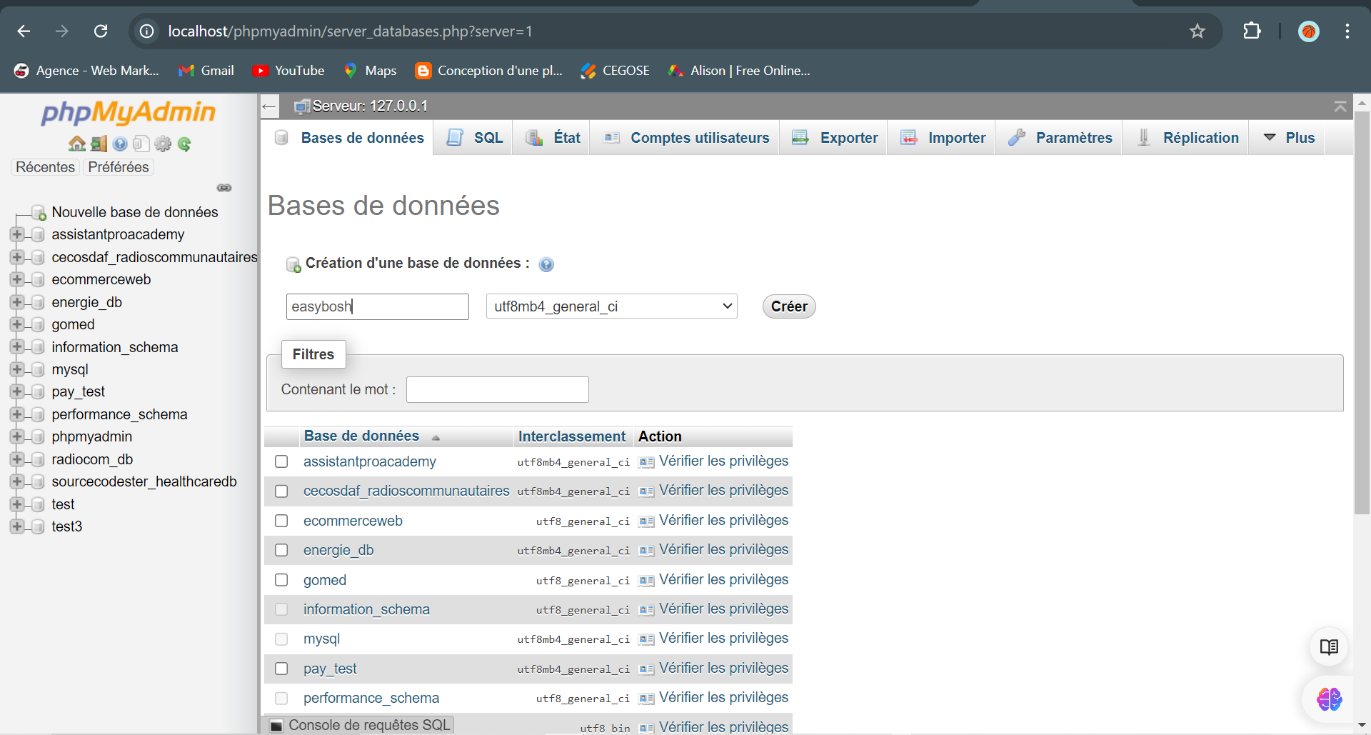 localhost/phpmyadmin/server_databases.php?server=1
Agence - Web Mark... Gmail YouTube Maps Conception d'une pl... CEGOSE Alison | Free Online...
phpMyAdmin
Récentes Préférées
Nouvelle base de données
assistantproacademy
cecosdaf_radioscommunautaires
ecommerceweb
energie_db
gomed
information_schema
mysql
pay_test
performance_schema
phpmyadmin
radiocom_db
sourcecodester_healthcaredb
test
test3
Serveur: 127.0.0.1
Bases de données SQL État Comptes utilisateurs Exporter Importer Paramètres Réplication Plus
Bases de données
Création d'une base de données :
easybosh utf8mb4_general_ci Créer
Filtres
Contenant le mot :
Base de données Interclassement Action
assistantproacademy utf8mb4_general_ci Vérifier les privilèges
cecosdaf_radioscommunautaires utf8mb4_general_ci Vérifier les privilèges
ecommerceweb utf8_general_ci Vérifier les privilèges
energie_db utf8mb4_general_ci Vérifier les privilèges
gomed utf8_general_ci Vérifier les privilèges
information_schema utf8_general_ci Vérifier les privilèges
mysql utf8mb4_general_ci Vérifier les privilèges
pay_test utf8mb4_general_ci Vérifier les privilèges
performance_schema utf8_general_ci Vérifier les privilèges
Console de requêtes SQL utf8_bin Vérifier les privilèges